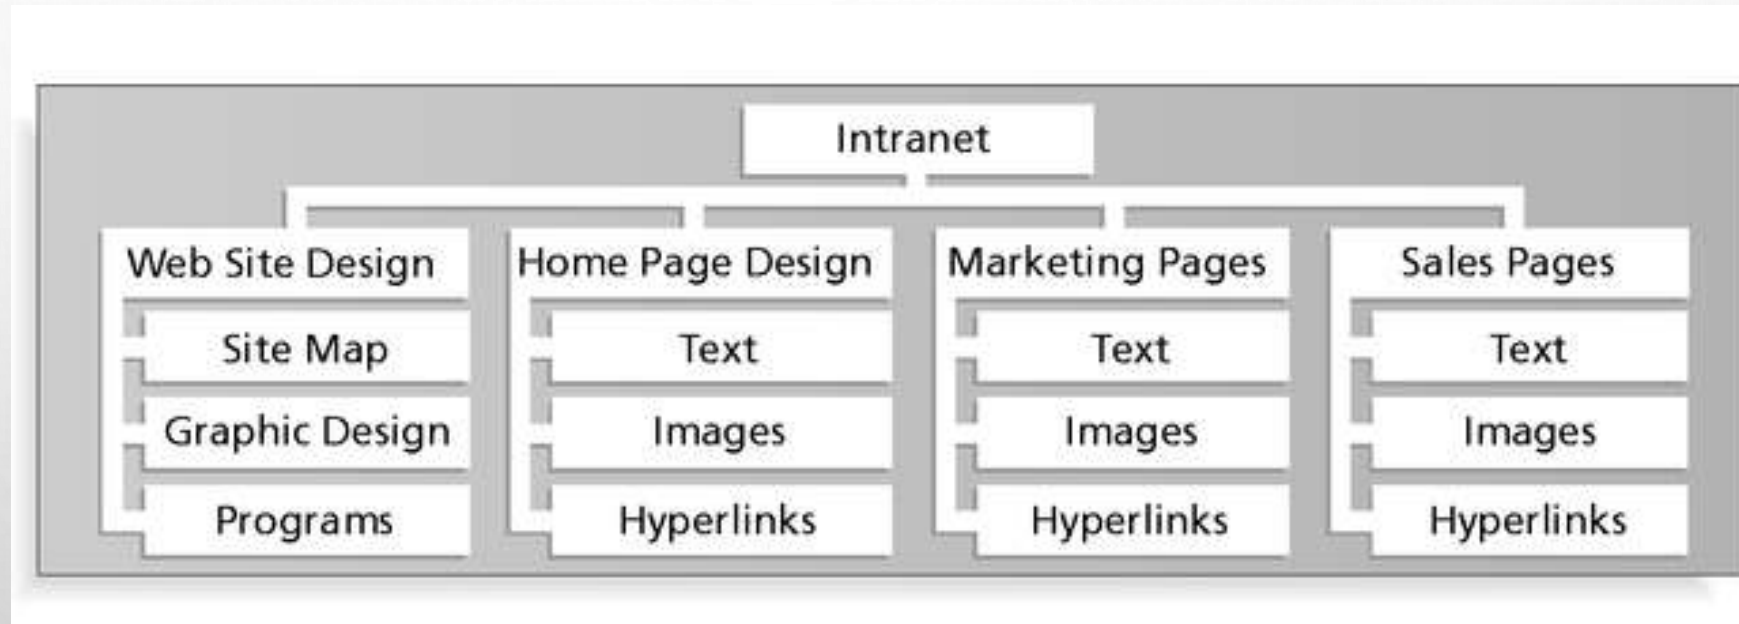 Intranet
Web Site Design
Site Map
Graphic Design
Programs
Home Page Design
Text
Images
Hyperlinks
Marketing Pages
Text
Images
Hyperlinks
Sales Pages
Text
Images
Hyperlinks